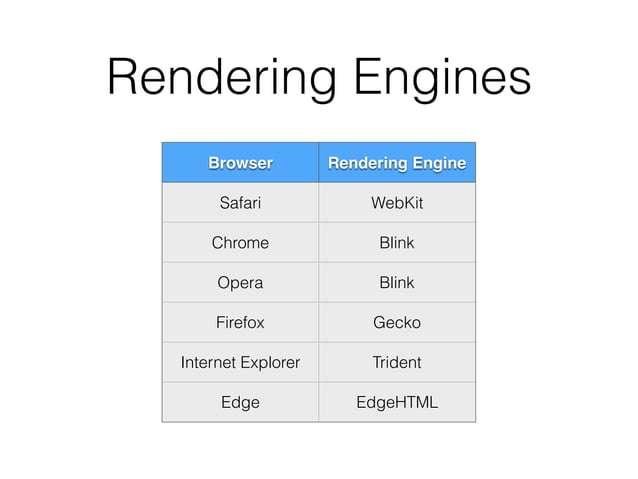 Rendering Engines
Browser Rendering Engine
Safari WebKit
Chrome Blink
Opera Blink
Firefox Gecko
Internet Explorer Trident
Edge EdgeHTML